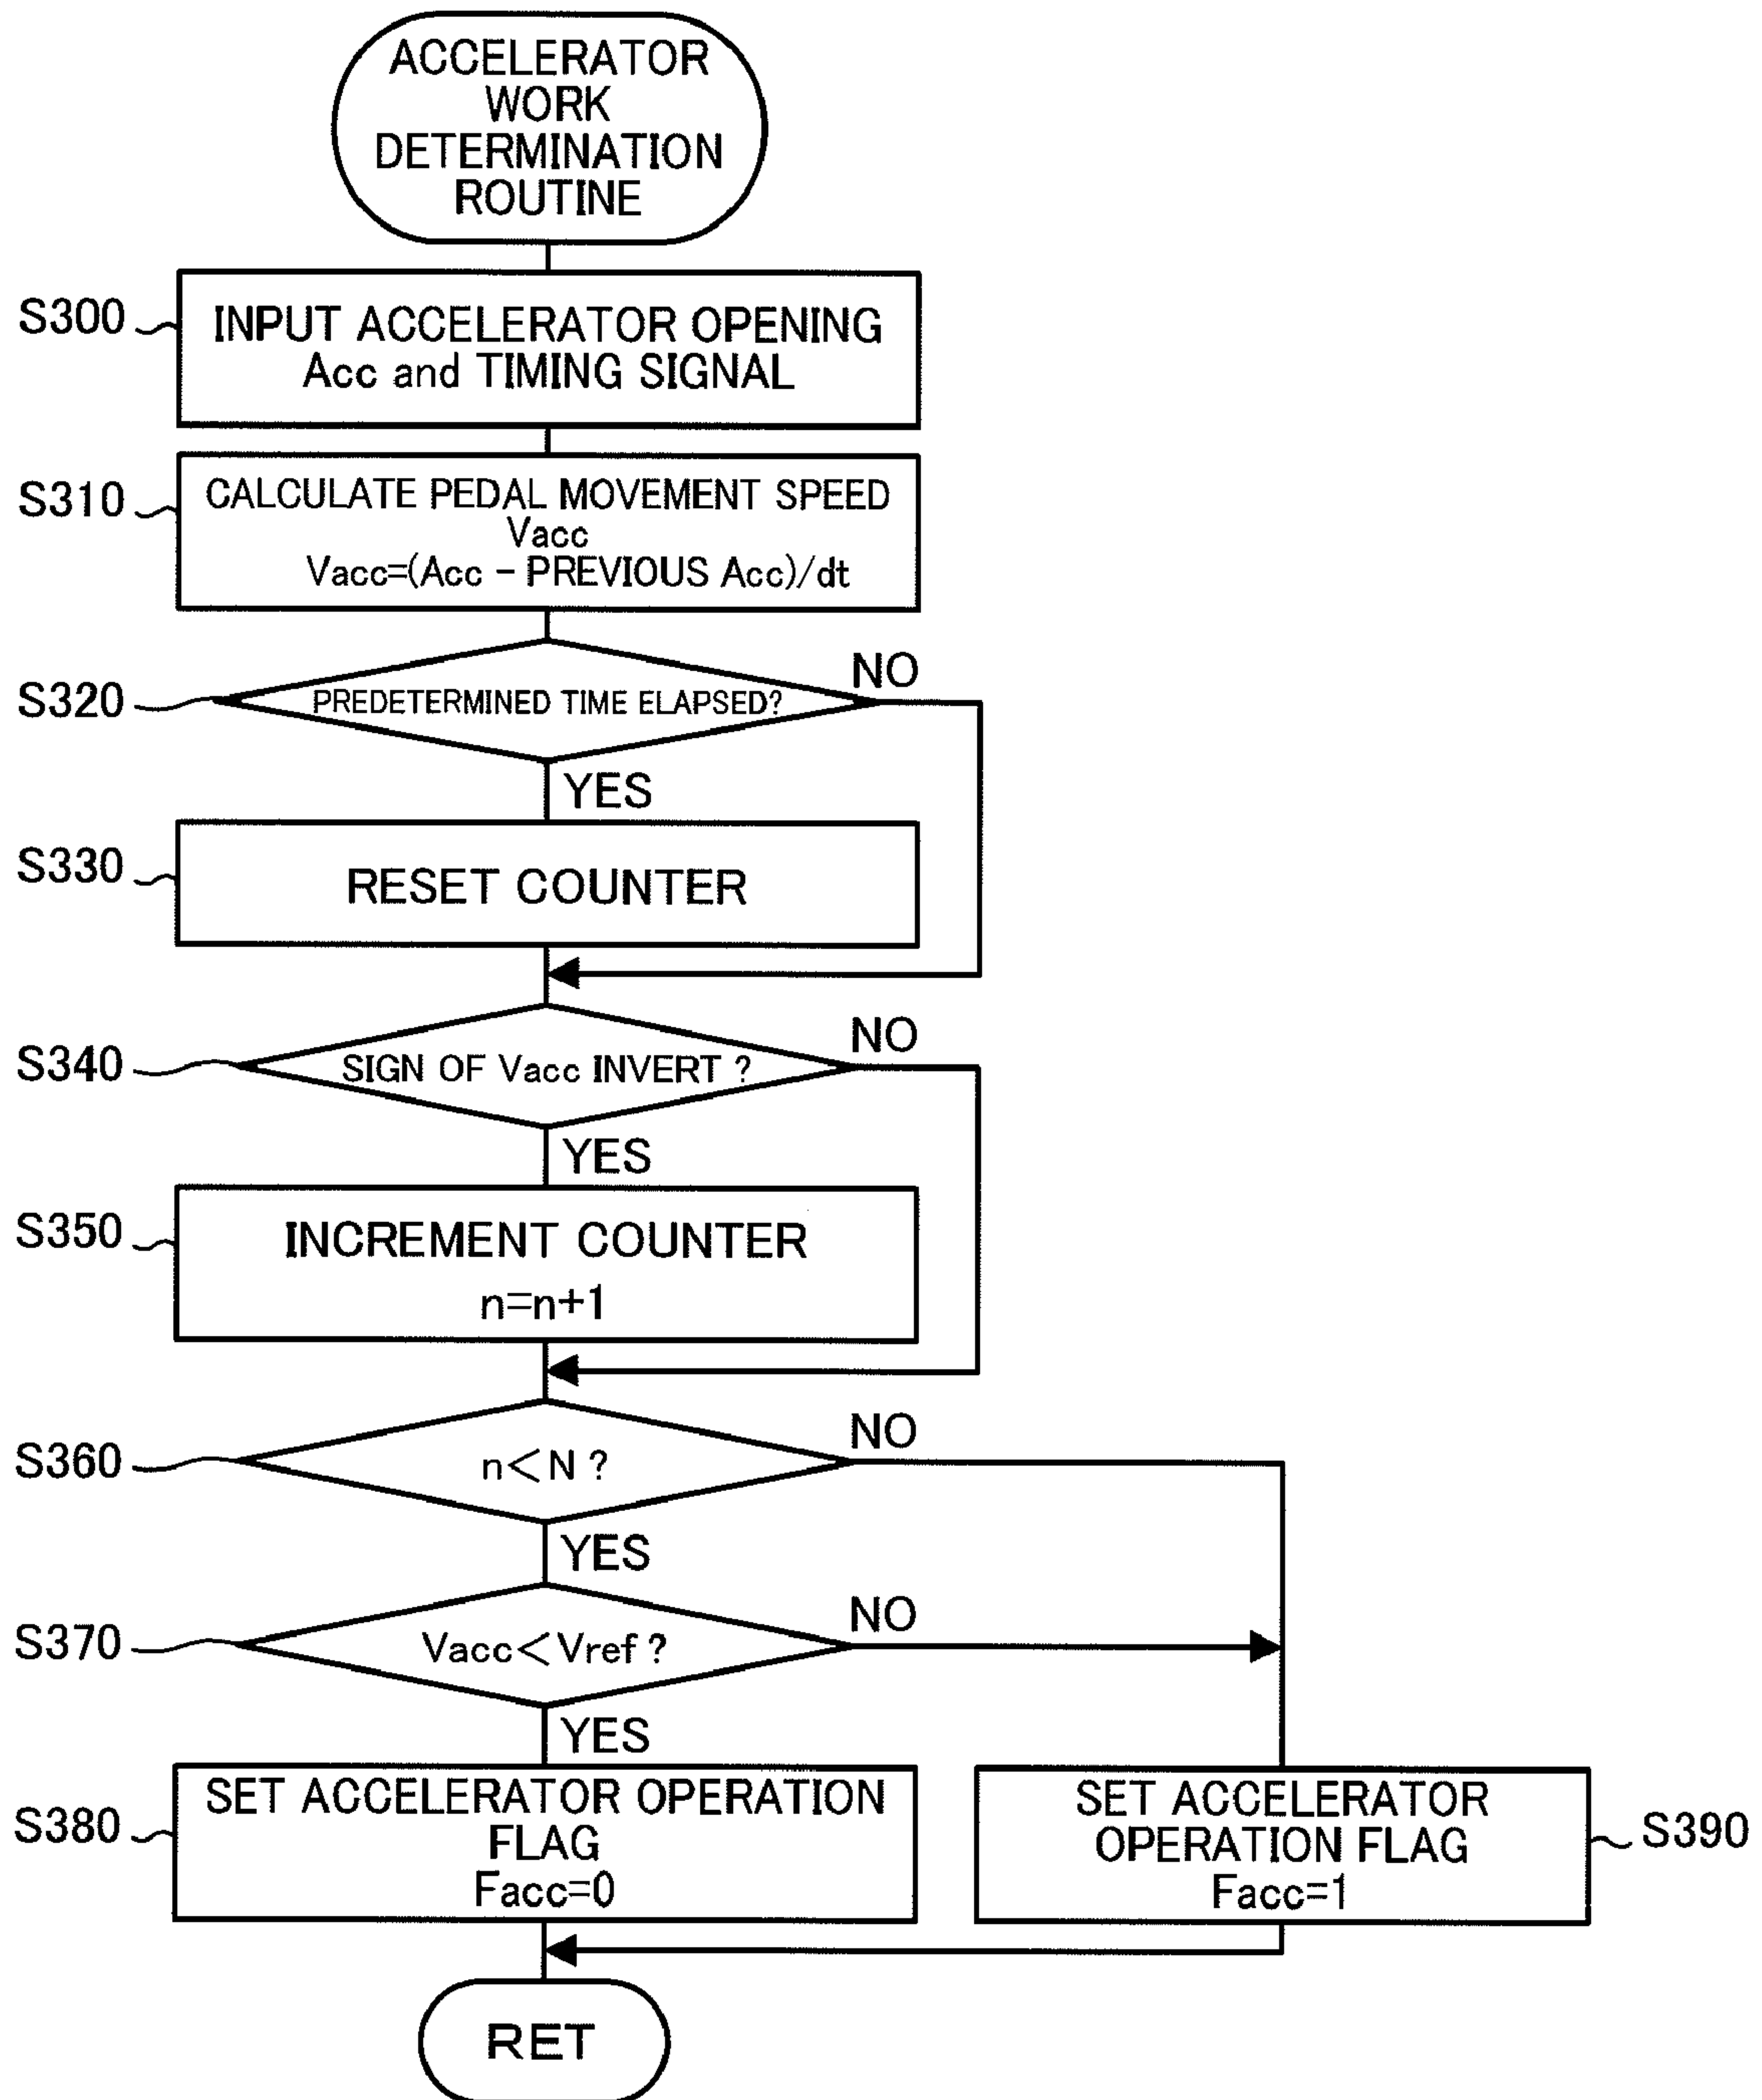 ACCELERATOR
WORK
DETERMINATION
ROUTINE
S300
INPUT ACCELERATOR OPENING
Acc and TIMING SIGNAL
S310
CALCULATE PEDAL MOVEMENT SPEED
Vacc
Vacc=(Acc - PREVIOUS Acc)/dt
S320
PREDETERMINED TIME ELAPSED?
NO
YES
S330
RESET COUNTER
S340
SIGN OF Vacc INVERT ?
NO
YES
S350
INCREMENT COUNTER
n=n+1
S360
n<N ?
NO
YES
S370
Vacc<Vref ?
NO
YES
S380
SET ACCELERATOR OPERATION
FLAG
Facc=0
SET ACCELERATOR
OPERATION FLAG
Facc=1
S390
RET